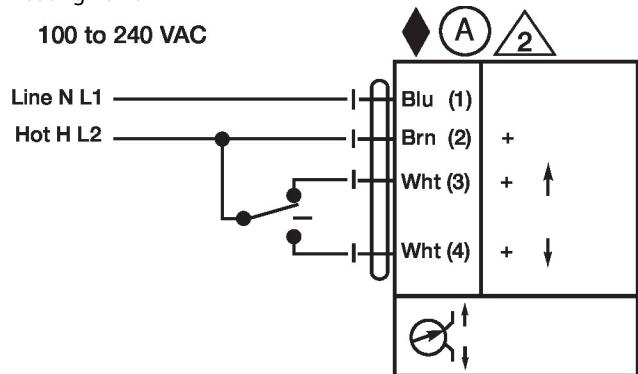 100 to 240 VAC
A
2
Line N L1
Blu (1)
Hot H L2
Brn (2) +
Wht (3) +
Wht (4) +